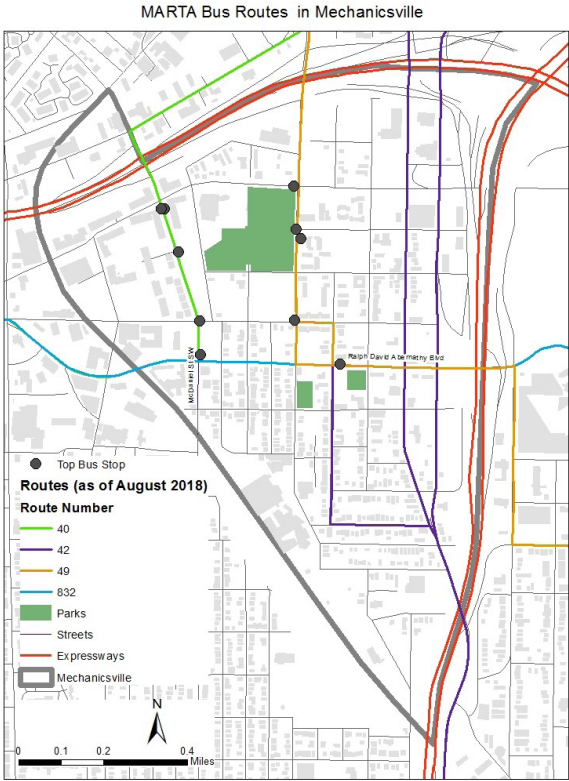 MARTA Bus Routes in Mechanicsville
Ralph David Abernathy Blvd
McDaniel St SW
Top Bus Stop
Routes (as of August 2018)
Route Number
40
42
49
832
Parks
Streets
Expressways
Mechanicsville
N
0 0.1 0.2 0.4
Miles